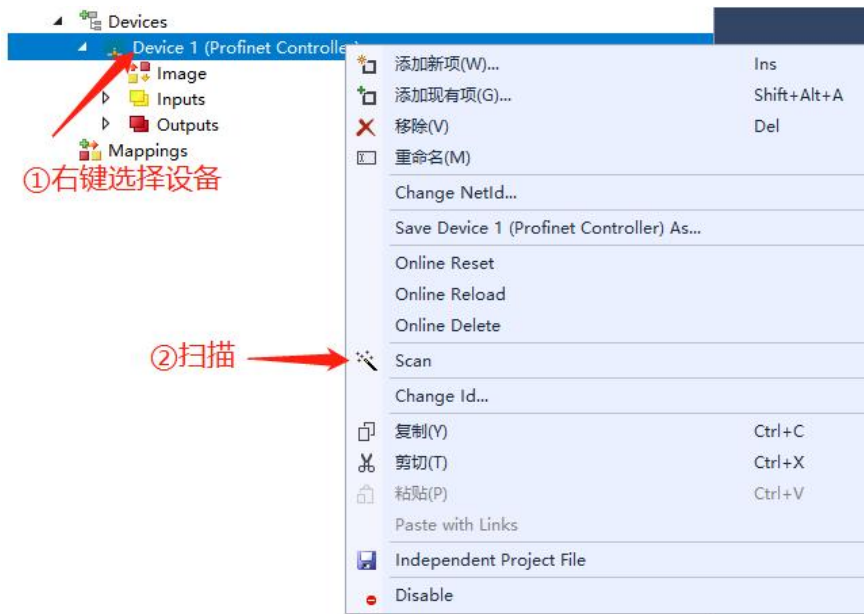 Devices
Device 1 (Profinet Controlle
Image
Inputs
Outputs
Mappings
①右键选择设备
②扫描
添加新项(W)... Ins
添加现有项(G)... Shift+Alt+A
移除(V) Del
重命名(M)
Change NetId...
Save Device 1 (Profinet Controller) As...
Online Reset
Online Reload
Online Delete
Scan
Change Id...
复制(Y) Ctrl+C
剪切(T) Ctrl+X
粘贴(P) Ctrl+V
Paste with Links
Independent Project File
Disable